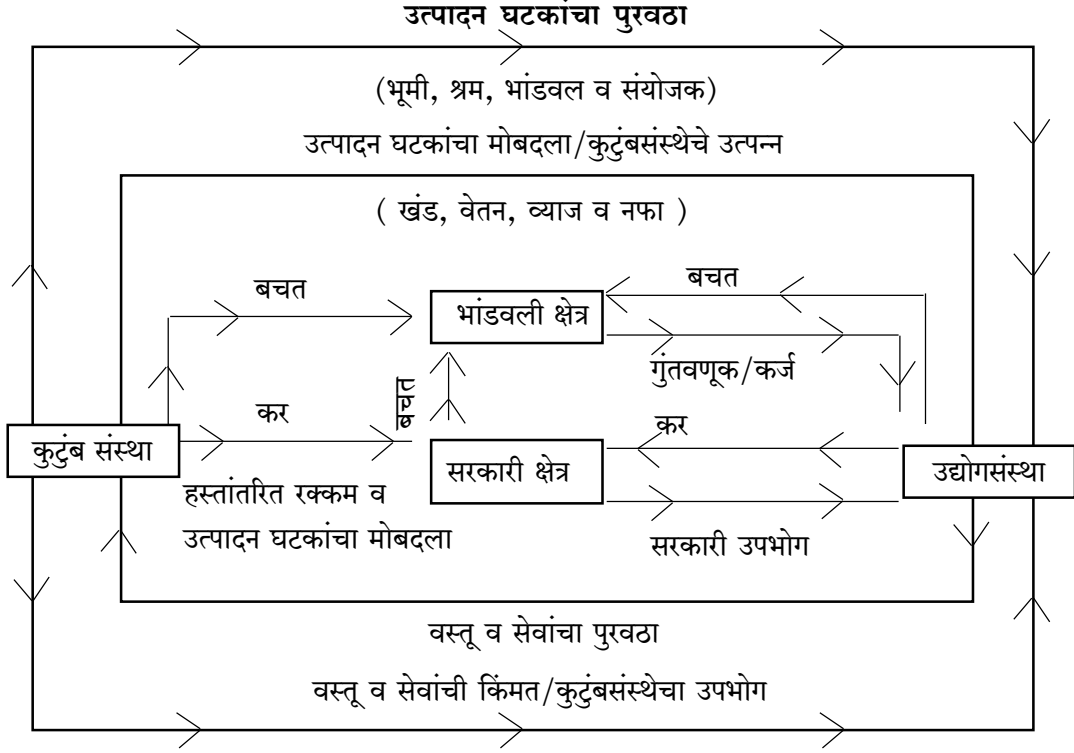 उत्पादन घटकांचा पुरवठा
(भूमी, श्रम, भांडवल व संयोजक)
उत्पादन घटकांचा मोबदला/कुटुंबसंस्थेचे उत्पन्न
( खंड, वेतन, व्याज व नफा )
बचत
बचत
भांडवली क्षेत्र
गुंतवणूक/कर्ज
बचत
कर
कर
कुटुंब संस्था
सरकारी क्षेत्र
उद्योगसंस्था
हस्तांतरित रक्कम व
उत्पादन घटकांचा मोबदला
सरकारी उपभोग
वस्तू व सेवांचा पुरवठा
वस्तू व सेवांची किंमत/कुटुंबसंस्थेचा उपभोग